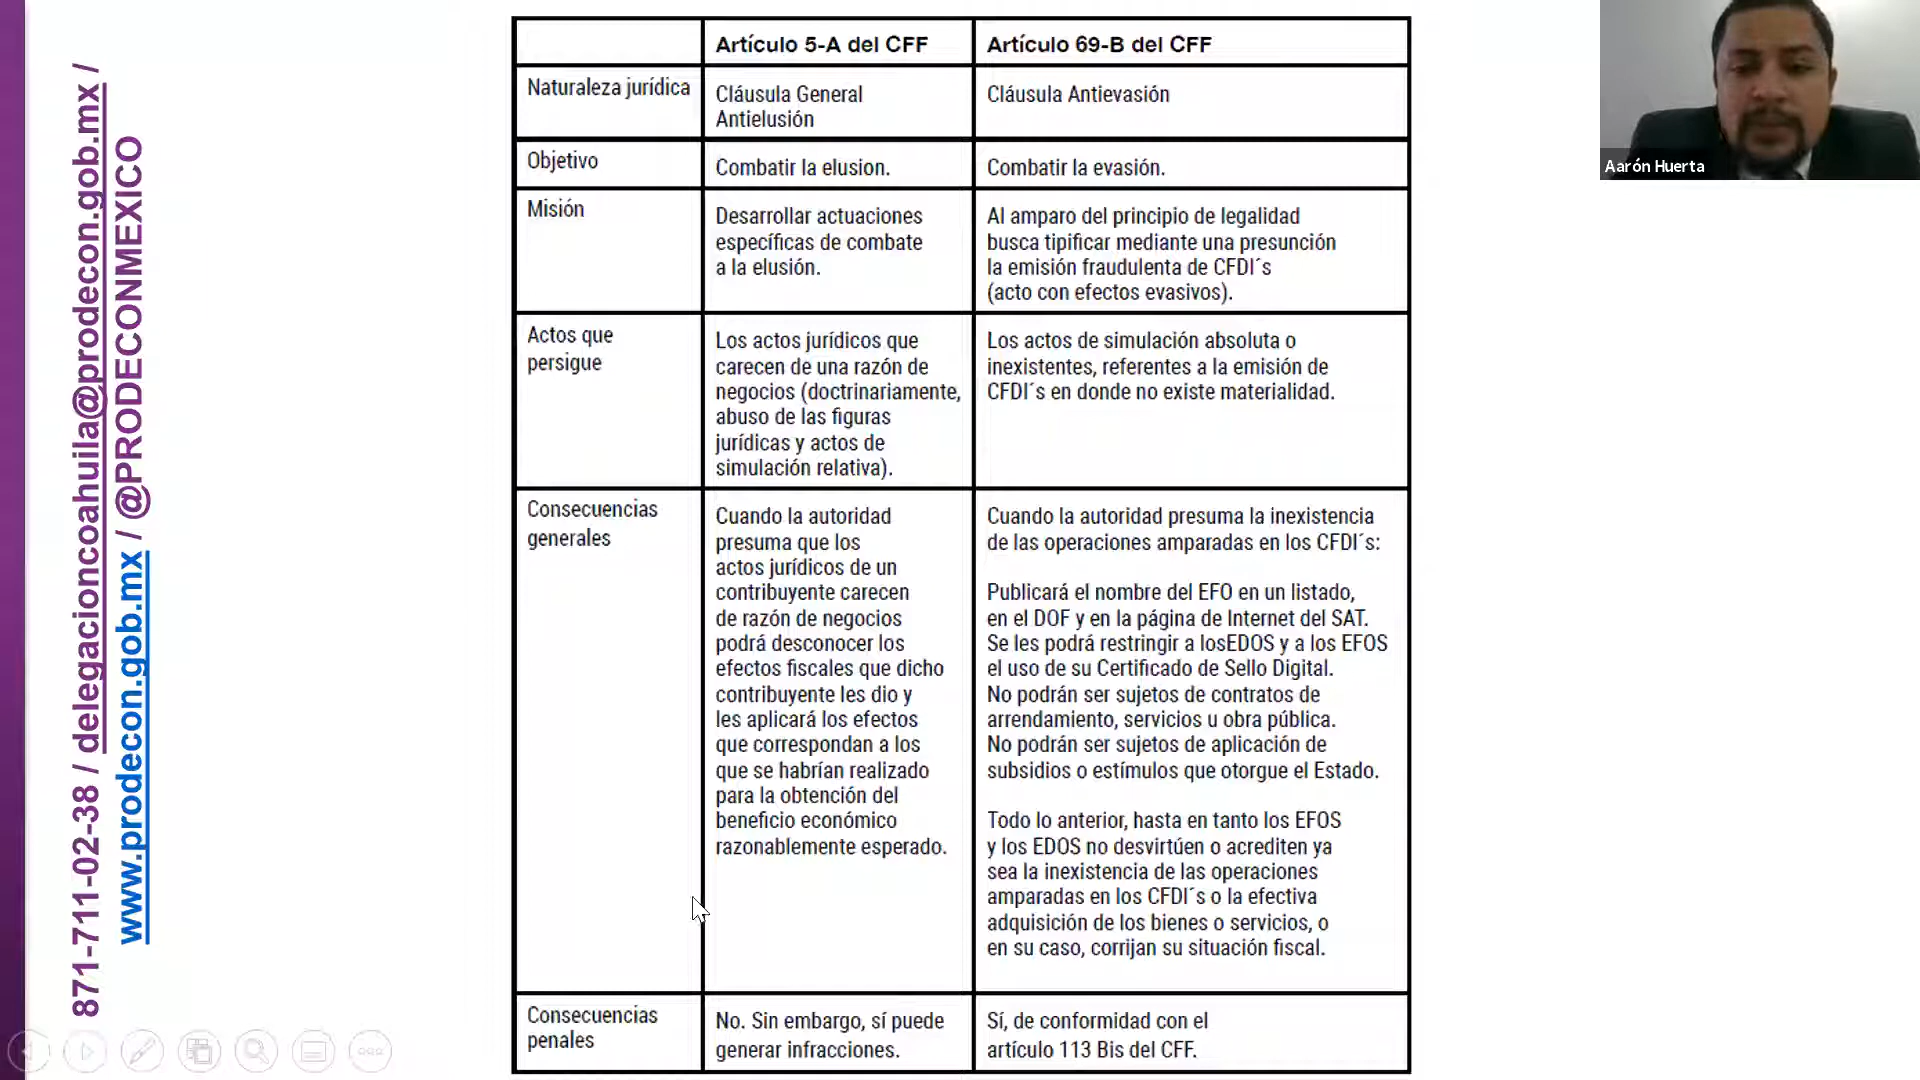 871-711-02-38 / delegacioncoahuila@prodecon.gob.mx /
www.prodecon.gob.mx / @PRODECONMEXICO
Artículo 5-A del CFF
Artículo 69-B del CFF
Naturaleza jurídica
Cláusula General
Antielusión
Cláusula Antievasión
Objetivo
Combatir la elusion.
Combatir la evasión.
Misión
Desarrollar actuaciones
específicas de combate
a la elusión.
Al amparo del principio de legalidad
busca tipificar mediante una presunción
la emisión fraudulenta de CFDI´s
(acto con efectos evasivos).
Actos que
persigue
Los actos jurídicos que
carecen de una razón de
negocios (doctrinariamente,
abuso de las figuras
jurídicas y actos de
simulación relativa).
Los actos de simulación absoluta o
inexistentes, referentes a la emisión de
CFDI´s en donde no existe materialidad.
Consecuencias
generales
Cuando la autoridad
presuma que los
actos jurídicos de un
contribuyente carecen
de razón de negocios
podrá desconocer los
efectos fiscales que dicho
contribuyente les dio y
les aplicará los efectos
que correspondan a los
que se habrían realizado
para la obtención del
beneficio económico
razonablemente esperado.
Cuando la autoridad presuma la inexistencia
de las operaciones amparadas en los CFDI´s:
Publicará el nombre del EFO en un listado,
en el DOF y en la página de Internet del SAT.
Se les podrá restringir a losEDOS y a los EFOS
el uso de su Certificado de Sello Digital.
No podrán ser sujetos de contratos de
arrendamiento, servicios u obra pública.
No podrán ser sujetos de aplicación de
subsidios o estímulos que otorgue el Estado.
Todo lo anterior, hasta en tanto los EFOS
y los EDOS no desvirtúen o acrediten ya
sea la inexistencia de las operaciones
amparadas en los CFDI´s o la efectiva
adquisición de los bienes o servicios, o
en su caso, corrijan su situación fiscal.
Consecuencias
penales
No. Sin embargo, sí puede
generar infracciones.
Sí, de conformidad con el
artículo 113 Bis del CFF.
Aarón Huerta